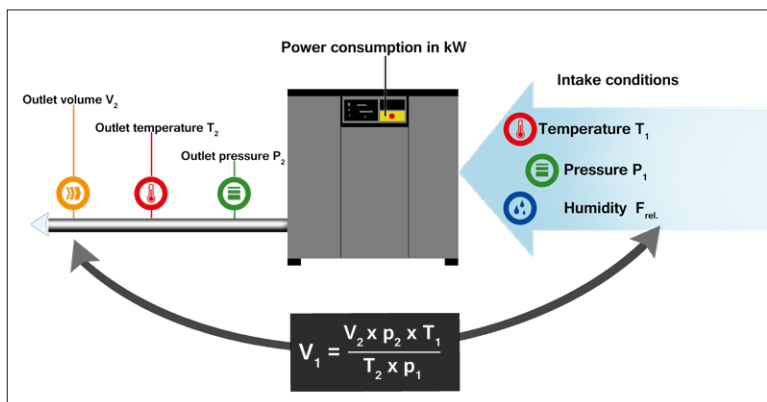 Power consumption in kW
Intake conditions
Outlet volume V₂
Outlet temperature T₂
Outlet pressure P₂
Temperature T₁
Pressure P₁
Humidity F rel.
V₁ = V₂ x p₂ x T₁
T₂ x p₁